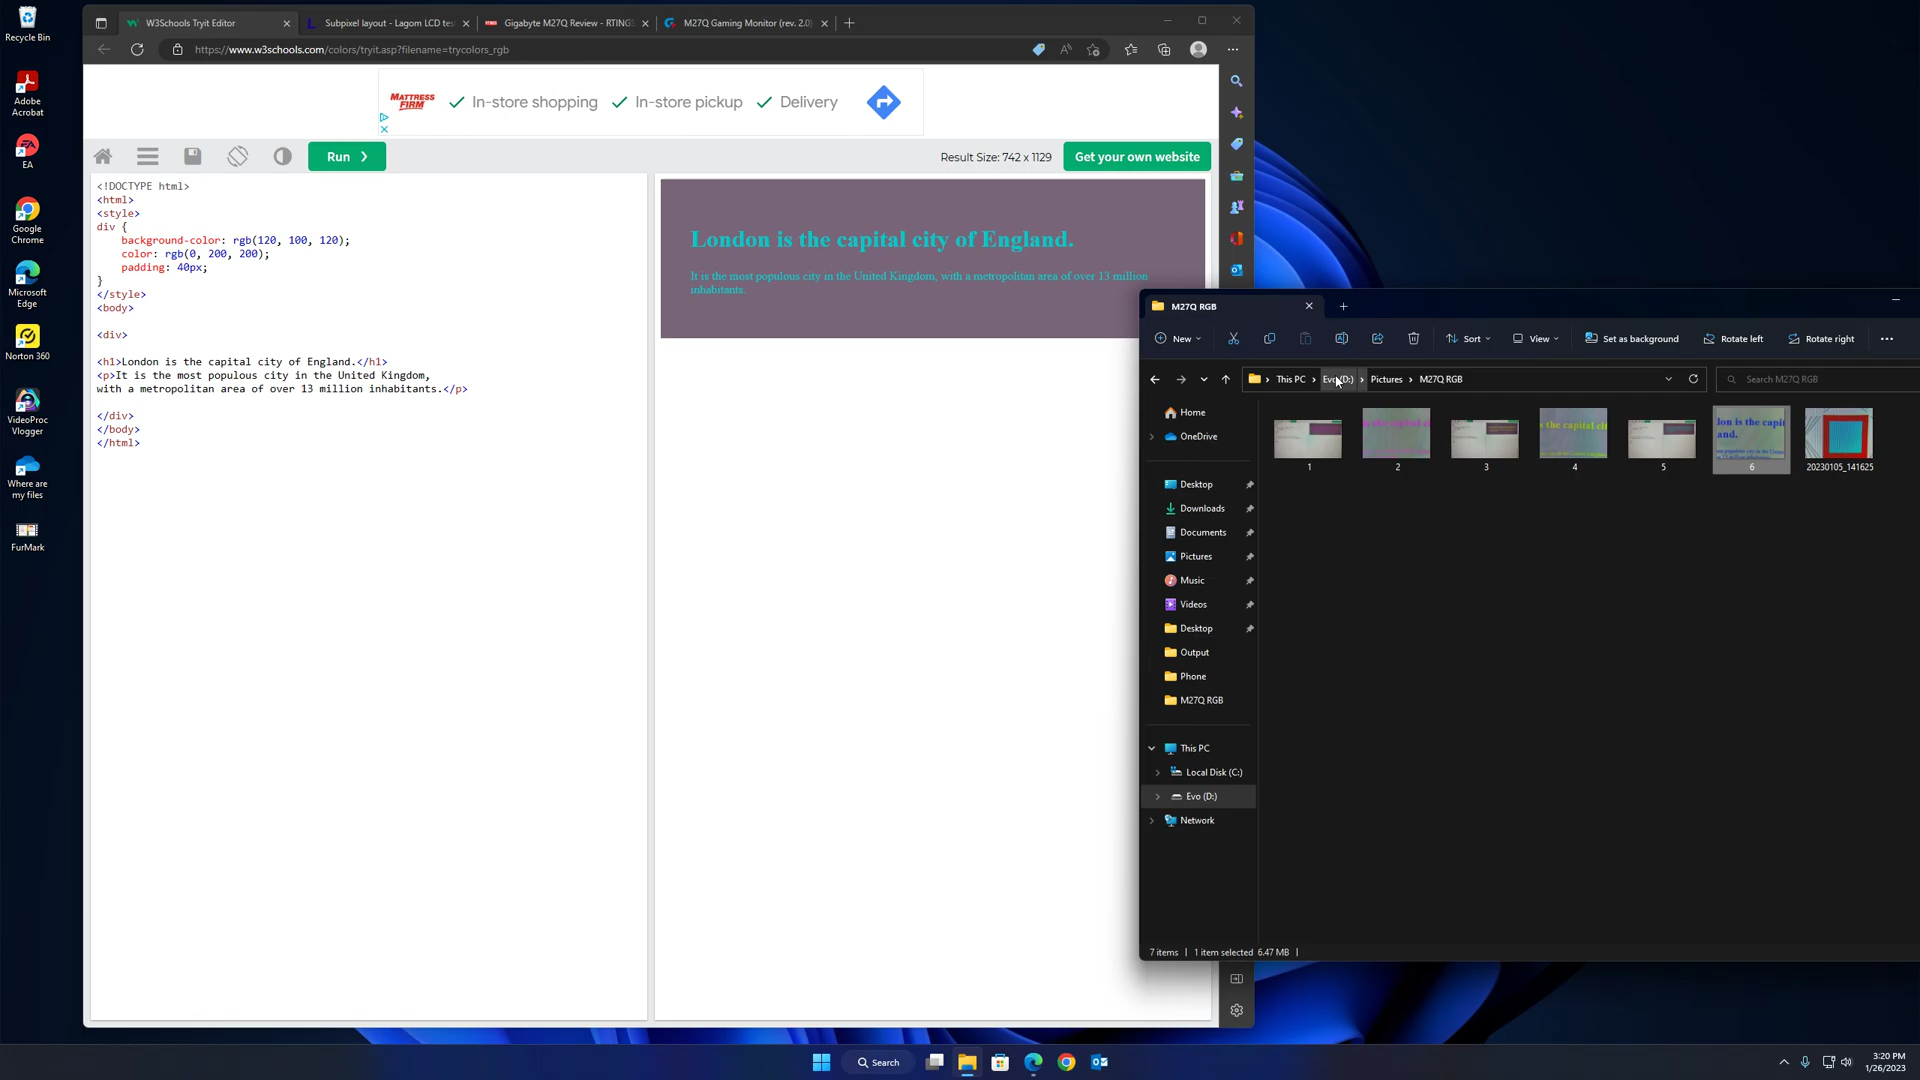 Recycle Bin
Adobe
Acrobat
EA
Google
Chrome
Microsoft
Edge
Norton 360
VideoProc
Vlogger
Where are
my files
FurMark
W3Schools Tryit Editor
Subpixel layout - Lagom LCD tes
Gigabyte M27Q Review - RTINGS
M27Q Gaming Monitor (rev. 2.0)
https://www.w3schools.com/colors/tryit.asp?filename=trycolors_rgb
MATTRESS
FIRM
In-store shopping
In-store pickup
Delivery
Run ❯
Result Size: 742 x 1129
Get your own website
<!DOCTYPE html>
<html>
<style>
div {
background-color: rgb(120, 100, 120);
color: rgb(0, 200, 200);
padding: 40px;
}
</style>
<body>
<div>
<h1>London is the capital city of England.</h1>
<p>It is the most populous city in the United Kingdom,
with a metropolitan area of over 13 million inhabitants.</p>
</div>
</body>
</html>
London is the capital city of England.
It is the most populous city in the United Kingdom, with a metropolitan area of over 13 million
inhabitants.
M27Q RGB
New
Sort
View
Set as background
Rotate left
Rotate right
This PC > Evo (D:) > Pictures > M27Q RGB
Search M27Q RGB
Home
OneDrive
Desktop
Downloads
Documents
Pictures
Music
Videos
Desktop
Output
Phone
M27Q RGB
This PC
Local Disk (C:)
Evo (D:)
Network
1
2
3
4
5
6
20230105_141625
7 items
1 item selected 6.47 MB
Search
3:20 PM
1/26/2023